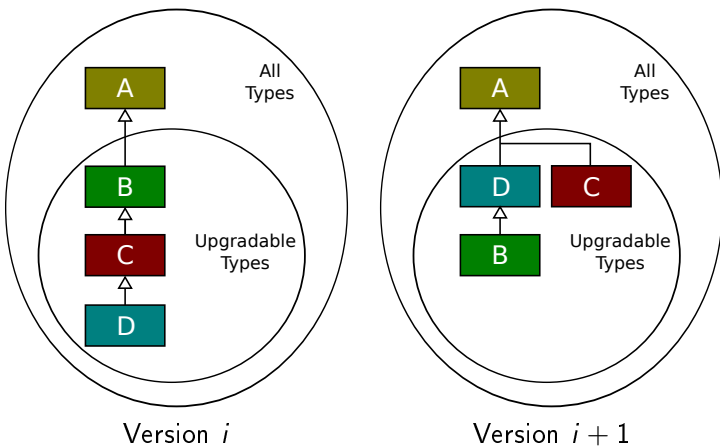 A
All
Types
B
Upgradable
Types
C
D
Version i
A
All
Types
D
C
B
Upgradable
Types
Version i + 1